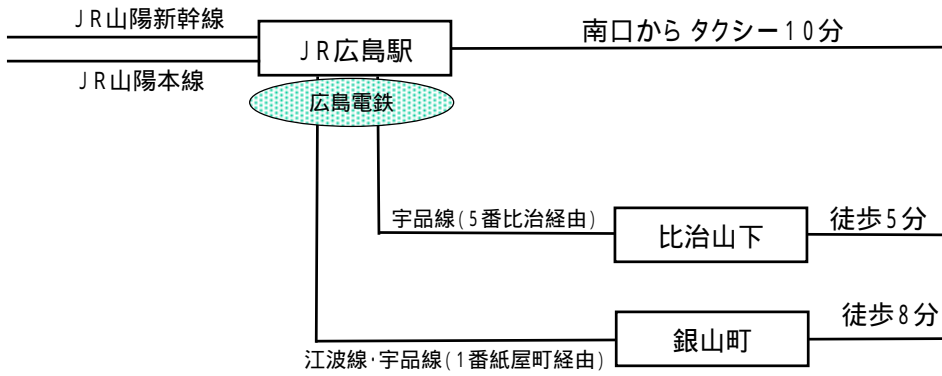 JR山陽新幹線
JR広島駅
南口から タクシー10分
JR山陽本線
広島電鉄
宇品線(5番比治経由)
比治山下
徒歩5分
銀山町
徒歩8分
江波線・宇品線(1番紙屋町経由)